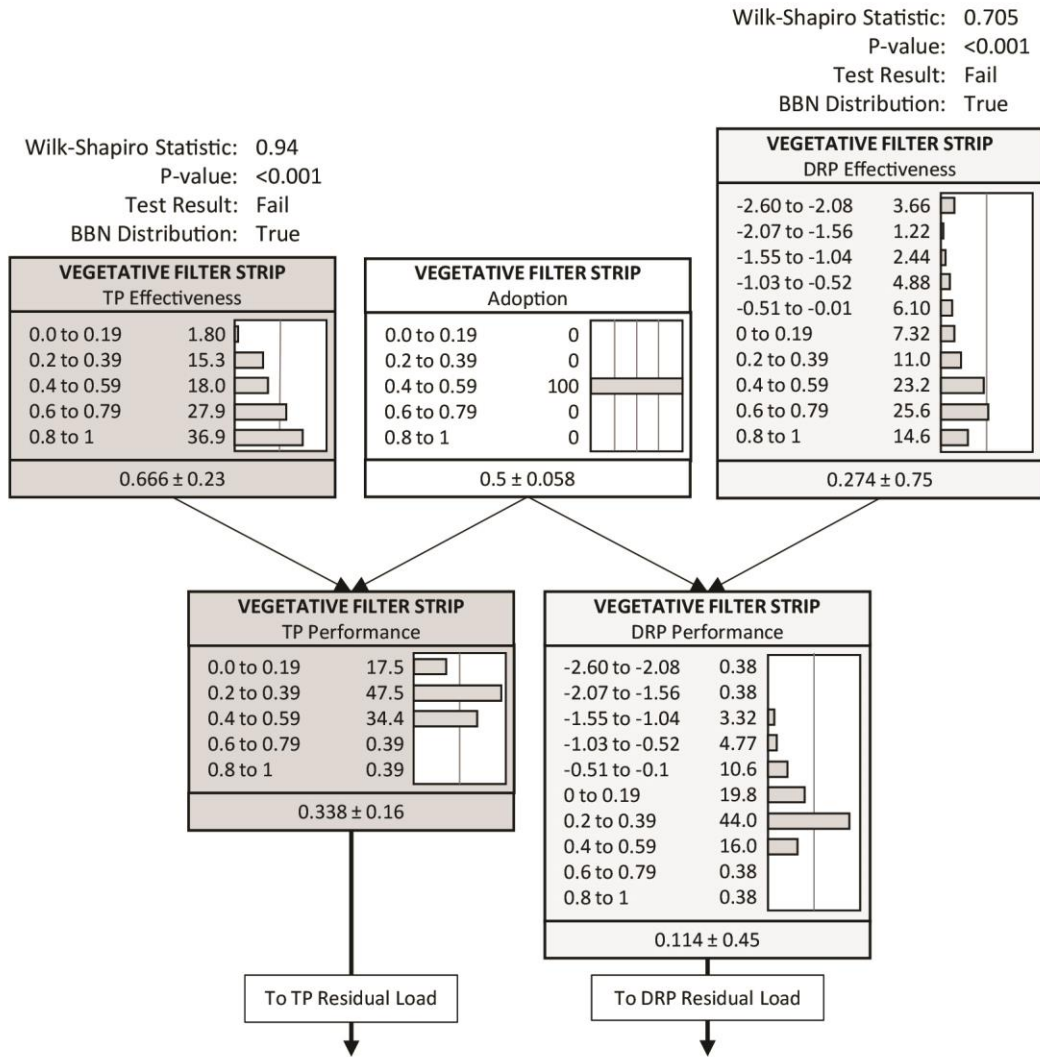 Wilk-Shapiro Statistic: 0.705
P-value: <0.001
Test Result: Fail
BBN Distribution: True
Wilk-Shapiro Statistic: 0.94
P-value: <0.001
Test Result: Fail
BBN Distribution: True
VEGETATIVE FILTER STRIP
TP Effectiveness
0.0 to 0.19 1.80
0.2 to 0.39 15.3
0.4 to 0.59 18.0
0.6 to 0.79 27.9
0.8 to 1 36.9
0.666 ± 0.23
VEGETATIVE FILTER STRIP
Adoption
0.0 to 0.19 0
0.2 to 0.39 0
0.4 to 0.59 100
0.6 to 0.79 0
0.8 to 1 0
0.5 ± 0.058
VEGETATIVE FILTER STRIP
DRP Effectiveness
-2.60 to -2.08 3.66
-2.07 to -1.56 1.22
-1.55 to -1.04 2.44
-1.03 to -0.52 4.88
-0.51 to -0.01 6.10
0 to 0.19 7.32
0.2 to 0.39 11.0
0.4 to 0.59 23.2
0.6 to 0.79 25.6
0.8 to 1 14.6
0.274 ± 0.75
VEGETATIVE FILTER STRIP
TP Performance
0.0 to 0.19 17.5
0.2 to 0.39 47.5
0.4 to 0.59 34.4
0.6 to 0.79 0.39
0.8 to 1 0.39
0.338 ± 0.16
VEGETATIVE FILTER STRIP
DRP Performance
-2.60 to -2.08 0.38
-2.07 to -1.56 0.38
-1.55 to -1.04 3.32
-1.03 to -0.52 4.77
-0.51 to -0.1 10.6
0 to 0.19 19.8
0.2 to 0.39 44.0
0.4 to 0.59 16.0
0.6 to 0.79 0.38
0.8 to 1 0.38
0.114 ± 0.45
To TP Residual Load
To DRP Residual Load